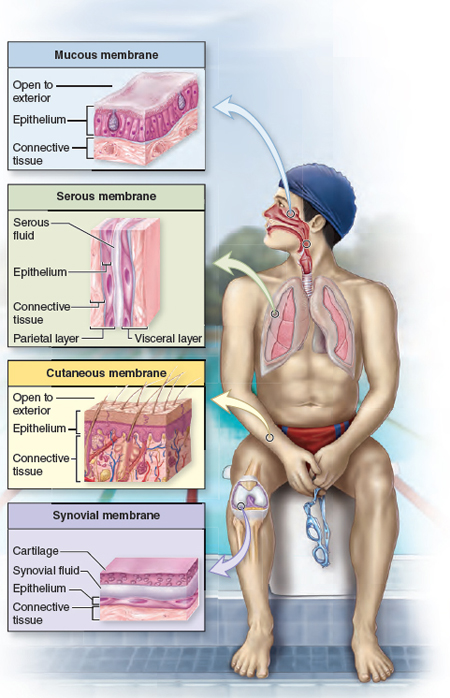 Mucous membrane
Open to
exterior
Epithelium
Connective
tissue
Serous membrane
Serous
fluid
Epithelium
Connective
tissue
Parietal layer
Visceral layer
Cutaneous membrane
Open to
exterior
Epithelium
Connective
tissue
Synovial membrane
Cartilage
Synovial fluid
Epithelium
Connective
tissue